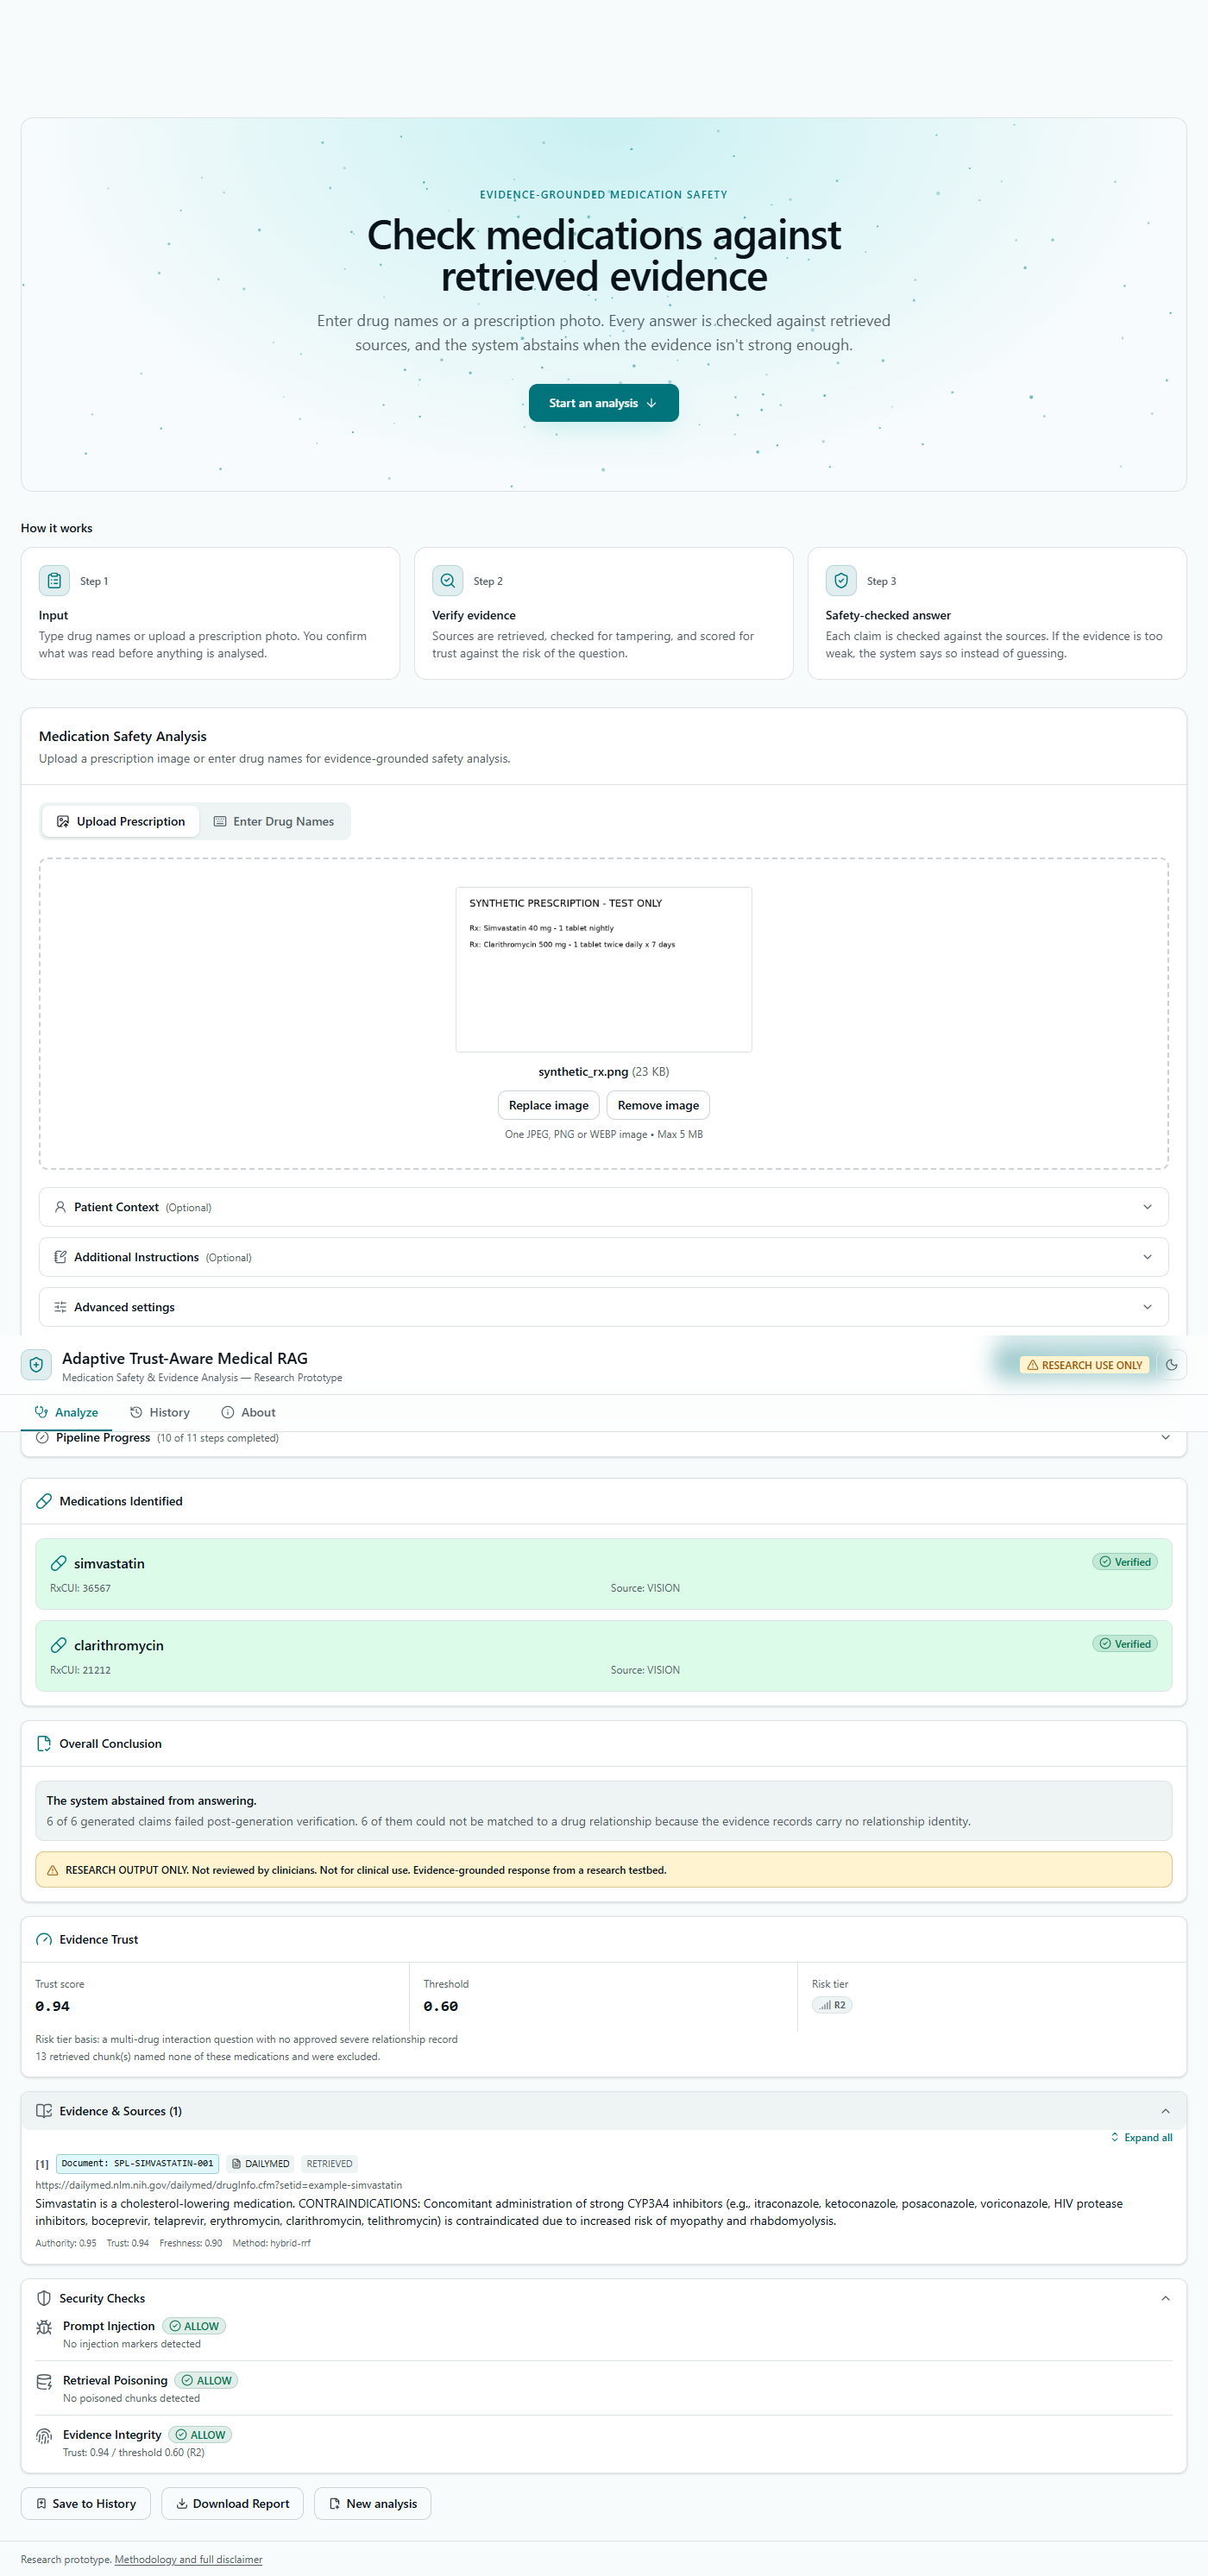 EVIDENCE-GROUNDED MEDICATION SAFETY
Check medications against
retrieved evidence
Enter drug names or a prescription photo. Every answer is checked against retrieved
sources, and the system abstains when the evidence isn't strong enough.
Start an analysis
How it works
Step 1
Input
Type drug names or upload a prescription photo. You confirm
what was read before anything is analysed.
Step 2
Verify evidence
Sources are retrieved, checked for tampering, and scored for
trust against the risk of the question.
Step 3
Safety-checked answer
Each claim is checked against the sources. If the evidence is too
weak, the system says so instead of guessing.
Medication Safety Analysis
Upload a prescription image or enter drug names for evidence-grounded safety analysis.
Upload Prescription
Enter Drug Names
SYNTHETIC PRESCRIPTION - TEST ONLY
Rx: Simvastatin 40 mg - 1 tablet nightly
Rx: Clarithromycin 500 mg - 1 tablet twice daily x 7 days
synthetic_rx.png (23 KB)
Replace image
Remove image
One JPEG, PNG or WEBP image • Max 5 MB
Patient Context (Optional)
Additional Instructions (Optional)
Advanced settings
Adaptive Trust-Aware Medical RAG
Medication Safety & Evidence Analysis — Research Prototype
RESEARCH USE ONLY
Analyze
History
About
Pipeline Progress (10 of 11 steps completed)
Medications Identified
simvastatin
Verified
RxCUI: 36567
Source: VISION
clarithromycin
Verified
RxCUI: 21212
Source: VISION
Overall Conclusion
The system abstained from answering.
6 of 6 generated claims failed post-generation verification. 6 of them could not be matched to a drug relationship because the evidence records carry no relationship identity.
RESEARCH OUTPUT ONLY. Not reviewed by clinicians. Not for clinical use. Evidence-grounded response from a research testbed.
Evidence Trust
Trust score
0.94
Threshold
0.60
Risk tier
R2
Risk tier basis: a multi-drug interaction question with no approved severe relationship record
13 retrieved chunk(s) named none of these medications and were excluded.
Evidence & Sources (1)
Expand all
[1] Document: SPL-SIMVASTATIN-001 DAILYMED RETRIEVED
https://dailymed.nlm.nih.gov/dailymed/drugInfo.cfm?setid=example-simvastatin
Simvastatin is a cholesterol-lowering medication. CONTRAINDICATIONS: Concomitant administration of strong CYP3A4 inhibitors (e.g., itraconazole, ketoconazole, posaconazole, voriconazole, HIV protease
inhibitors, boceprevir, telaprevir, erythromycin, clarithromycin, telithromycin) is contraindicated due to increased risk of myopathy and rhabdomyolysis.
Authority: 0.95 Trust: 0.94 Freshness: 0.90 Method: hybrid-rrf
Security Checks
Prompt Injection ALLOW
No injection markers detected
Retrieval Poisoning ALLOW
No poisoned chunks detected
Evidence Integrity ALLOW
Trust: 0.94 / threshold 0.60 (R2)
Save to History
Download Report
New analysis
Research prototype. Methodology and full disclaimer